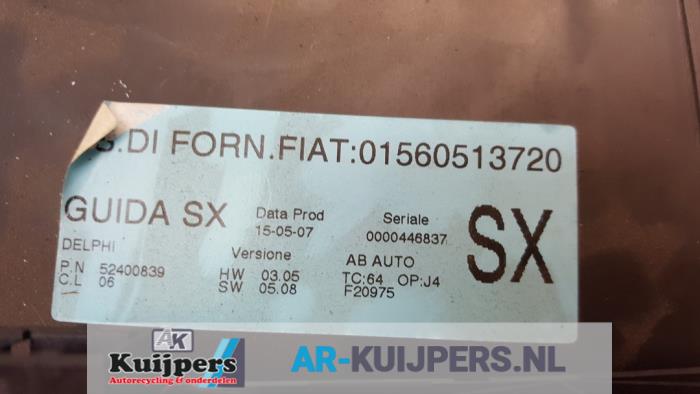 S.DI FORN.FIAT:01560513720
GUIDA SX Data Prod Seriale SX
15-05-07 0000446837
DELPHI Versione AB AUTO
P.N 52400839 HW 03.05 TC:64 OP:J4
C.L 06 SW 05.08 F20975
AK
Kuijpers
Autorecycling & onderdelen
AR-KUIJPERS.NL